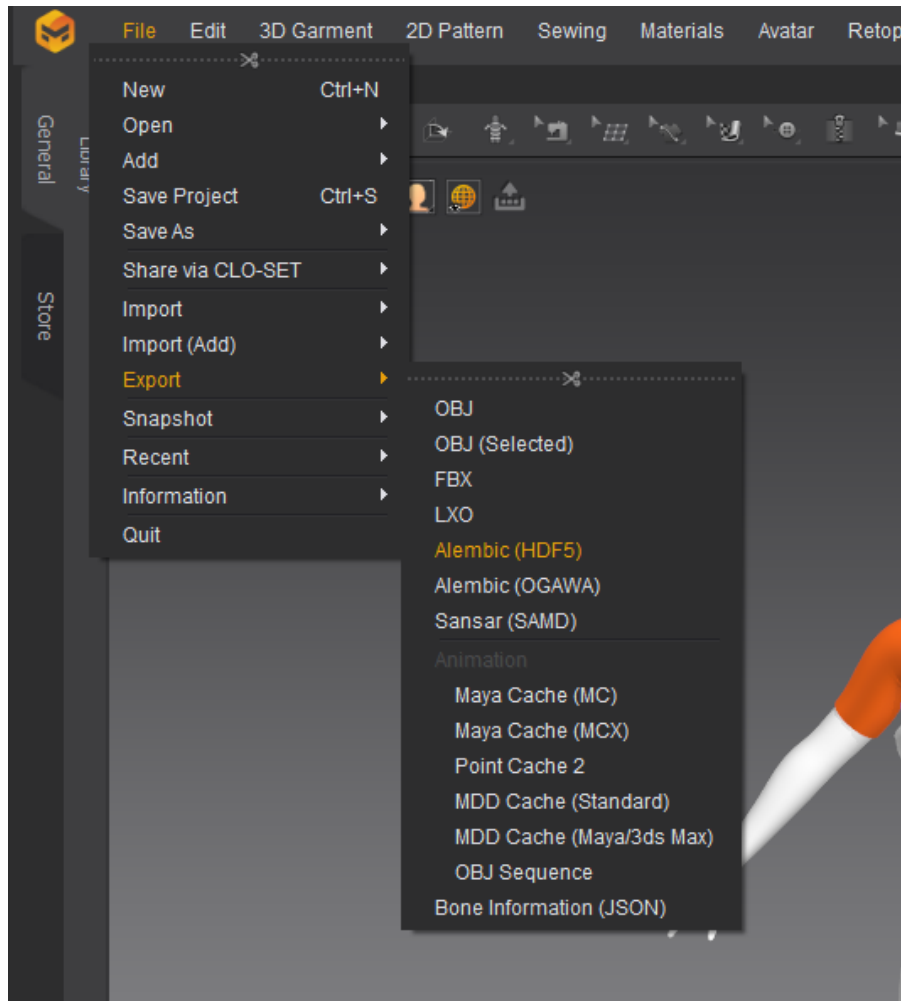 File Edit 3D Garment 2D Pattern Sewing Materials Avatar Retop
General
Library
Store
New Ctrl+N
Open
Add
Save Project Ctrl+S
Save As
Share via CLO-SET
Import
Import (Add)
Export
Snapshot
Recent
Information
Quit
OBJ
OBJ (Selected)
FBX
LXO
Alembic (HDF5)
Alembic (OGAWA)
Sansar (SAMD)
Animation
Maya Cache (MC)
Maya Cache (MCX)
Point Cache 2
MDD Cache (Standard)
MDD Cache (Maya/3ds Max)
OBJ Sequence
Bone Information (JSON)